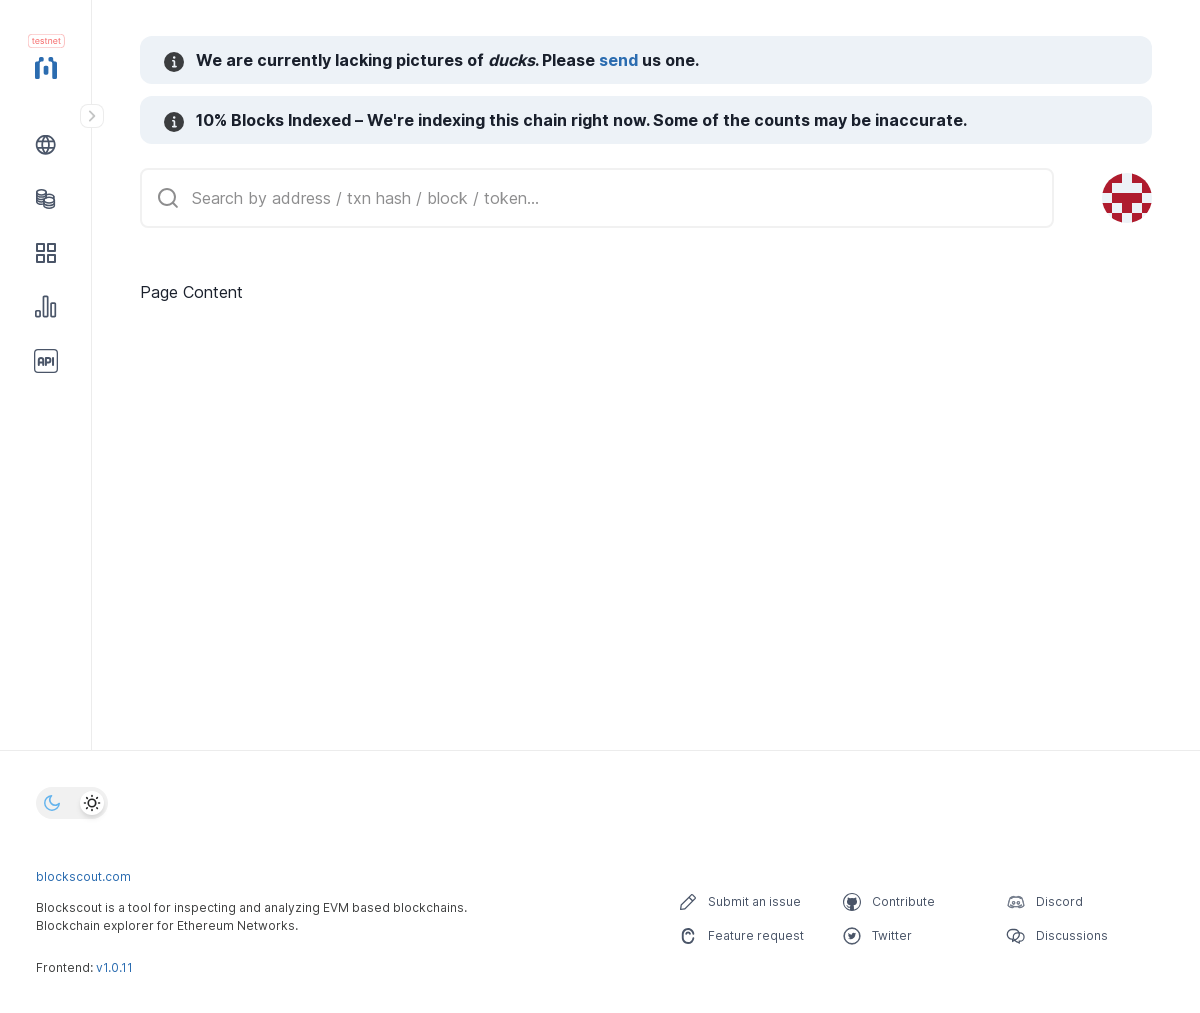 testnet
We are currently lacking pictures of ducks. Please send us one.
10% Blocks Indexed – We're indexing this chain right now. Some of the counts may be inaccurate.
Search by address / txn hash / block / token...
API
Page Content
blockscout.com
Blockscout is a tool for inspecting and analyzing EVM based blockchains.
Blockchain explorer for Ethereum Networks.
Frontend: v1.0.11
Submit an issue
Contribute
Discord
Feature request
Twitter
Discussions